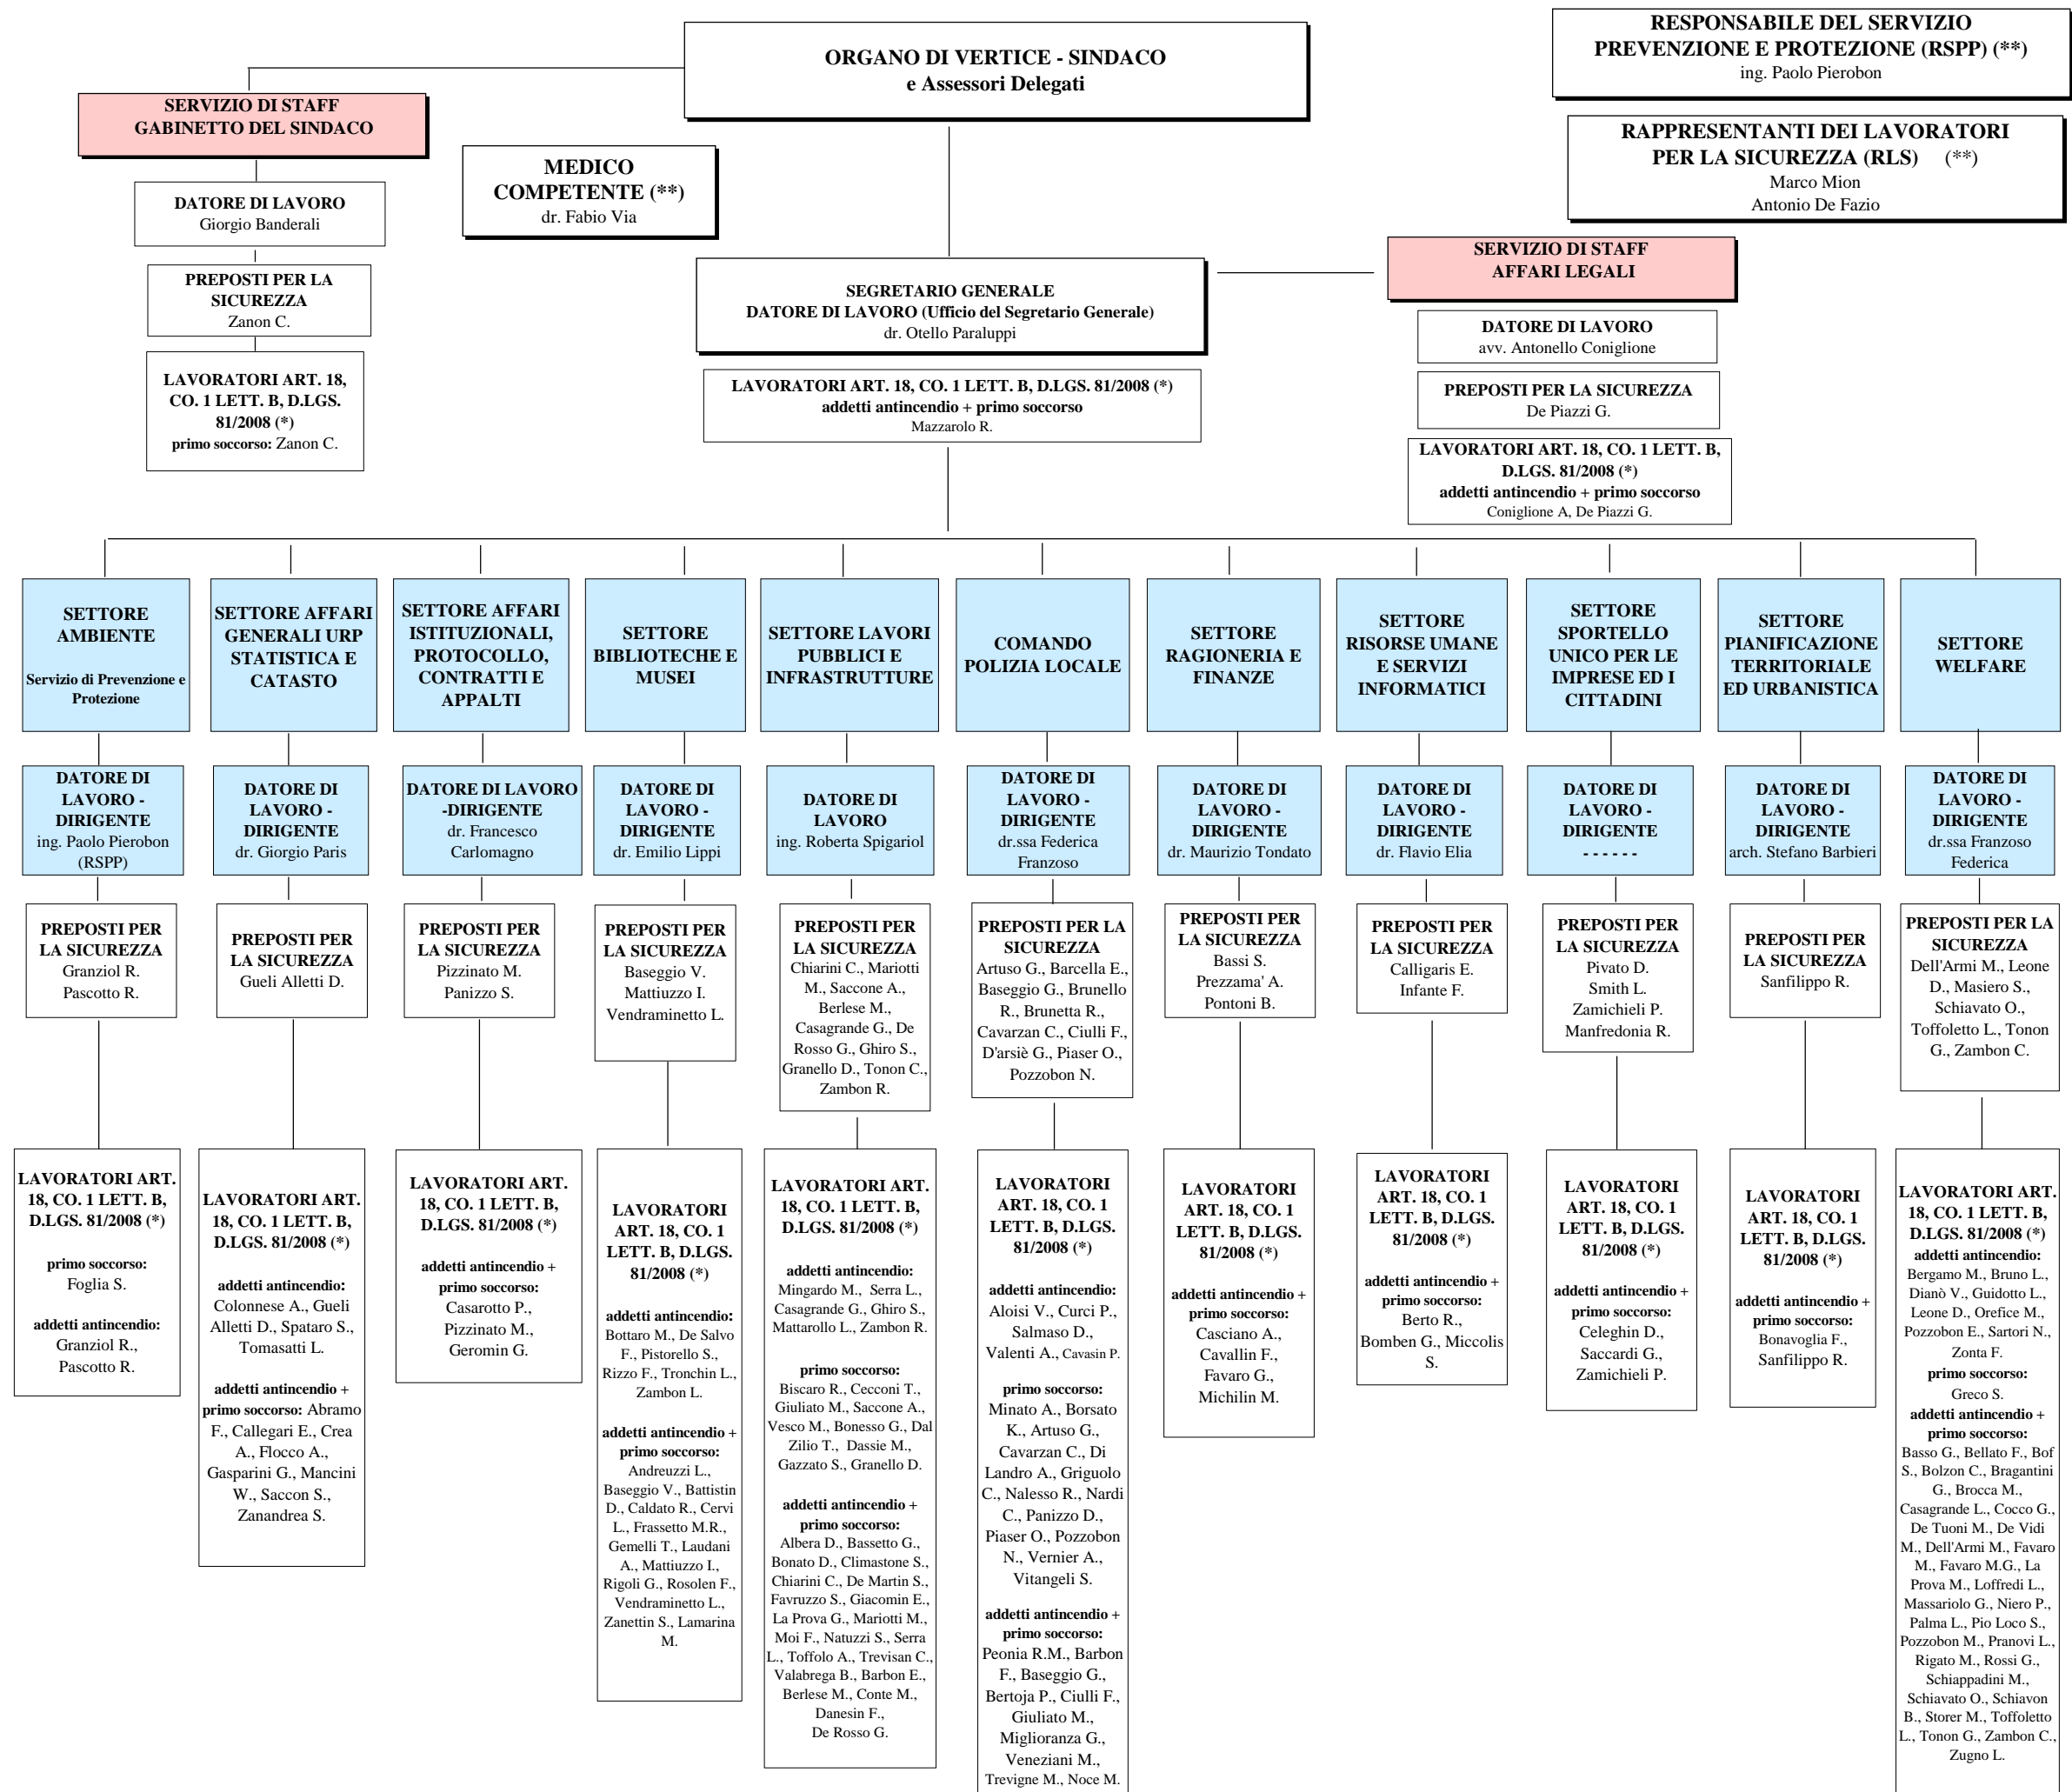 ORGANO DI VERTICE - SINDACO
e Assessori Delegati
RESPONSABILE DEL SERVIZIO
PREVENZIONE E PROTEZIONE (RSPP) (**)
ing. Paolo Pierobon
SERVIZIO DI STAFF
GABINETTO DEL SINDACO
RAPPRESENTANTI DEI LAVORATORI
PER LA SICUREZZA (RLS) (**)
Marco Mion
Antonio De Fazio
MEDICO
COMPETENTE (**)
dr. Fabio Via
DATORE DI LAVORO
Giorgio Banderali
PREPOSTI PER LA
SICUREZZA
Zanon C.
LAVORATORI ART. 18,
CO. 1 LETT. B, D.LGS.
81/2008 (*)
primo soccorso: Zanon C.
SEGRETARIO GENERALE
DATORE DI LAVORO (Ufficio del Segretario Generale)
dr. Otello Paraluppi
LAVORATORI ART. 18, CO. 1 LETT. B, D.LGS. 81/2008 (*)
addetti antincendio + primo soccorso
Mazzarolo R.
SERVIZIO DI STAFF
AFFARI LEGALI
DATORE DI LAVORO
avv. Antonello Coniglione
PREPOSTI PER LA SICUREZZA
De Piazzi G.
LAVORATORI ART. 18, CO. 1 LETT. B,
D.LGS. 81/2008 (*)
addetti antincendio + primo soccorso
Coniglione A, De Piazzi G.
SETTORE
AMBIENTE
Servizio di Prevenzione e
Protezione
DATORE DI
LAVORO -
DIRIGENTE
ing. Paolo Pierobon
(RSPP)
PREPOSTI PER
LA SICUREZZA
Granziol R.
Pascotto R.
LAVORATORI ART.
18, CO. 1 LETT. B,
D.LGS. 81/2008 (*)
primo soccorso:
Foglia S.
addetti antincendio:
Granziol R.,
Pascotto R.
SETTORE AFFARI
GENERALI URP
STATISTICA E
CATASTO
DATORE DI
LAVORO -
DIRIGENTE
dr. Giorgio Paris
PREPOSTI PER
LA SICUREZZA
Gueli Alletti D.
LAVORATORI ART.
18, CO. 1 LETT. B,
D.LGS. 81/2008 (*)
addetti antincendio:
Colonnese A., Gueli
Alletti D., Spataro S.,
Tomasatti L.
addetti antincendio +
primo soccorso: Abramo
F., Callegari E., Crea
A., Flocco A.,
Gasparini G., Mancini
W., Saccon S.,
Zanandrea S.
SETTORE AFFARI
ISTITUZIONALI,
PROTOCOLLO,
CONTRATTI E
APPALTI
DATORE DI LAVORO
-DIRIGENTE
dr. Francesco
Carlomagno
PREPOSTI PER
LA SICUREZZA
Pizzinato M.
Panizzo S.
LAVORATORI ART.
18, CO. 1 LETT. B,
D.LGS. 81/2008 (*)
addetti antincendio +
primo soccorso:
Casarotto P.,
Pizzinato M.,
Geromin G.
SETTORE
BIBLIOTECHE E
MUSEI
DATORE DI
LAVORO -
DIRIGENTE
dr. Emilio Lippi
PREPOSTI PER
LA SICUREZZA
Baseggio V.
Mattiuzzo I.
Vendraminetto L.
LAVORATORI
ART. 18, CO. 1
LETT. B, D.LGS.
81/2008 (*)
addetti antincendio:
Bottaro M., De Salvo
F., Pistorello S.,
Rizzo F., Tronchin L.,
Zambon L.
addetti antincendio +
primo soccorso:
Andreuzzi L.,
Baseggio V., Battistin
D., Caldato R., Cervi
L., Frassetto M.R.,
Gemelli T., Laudani
A., Mattiuzzo I.,
Rigoli G., Rosolen F.,
Vendraminetto L.,
Zanettin S., Lamarina
M.
SETTORE LAVORI
PUBBLICI E
INFRASTRUTTURE
DATORE DI
LAVORO
ing. Roberta Spigariol
PREPOSTI PER
LA SICUREZZA
Chiarini C., Mariotti
M., Saccone A.,
Berlese M.,
Casagrande G., De
Rosso G., Ghiro S.,
Granello D., Tonon C.,
Zambon R.
LAVORATORI ART.
18, CO. 1 LETT. B,
D.LGS. 81/2008 (*)
addetti antincendio:
Mingardo M., Serra L.,
Casagrande G., Ghiro S.,
Mattarollo L., Zambon R.
primo soccorso:
Biscaro R., Cecconi T.,
Giuliato M., Saccone A.,
Vesco M., Bonesso G., Dal
Zilio T., Dassie M.,
Gazzato S., Granello D.
addetti antincendio +
primo soccorso:
Albera D., Bassetto G.,
Bonato D., Climastone S.,
Chiarini C., De Martin S.,
Favruzzo S., Giacomin E.,
La Prova G., Mariotti M.,
Moi F., Natuzzi S., Serra
L., Toffolo A., Trevisan C.,
Valabrega B., Barbon E.,
Berlese M., Conte M.,
Danesin F.,
De Rosso G.
COMANDO
POLIZIA LOCALE
DATORE DI
LAVORO -
DIRIGENTE
dr.ssa Federica
Franzoso
PREPOSTI PER LA
SICUREZZA
Artuso G., Barcella E.,
Baseggio G., Brunello
R., Brunetta R.,
Cavarzan C., Ciulli F.,
D'arsiè G., Piaser O.,
Pozzobon N.
LAVORATORI
ART. 18, CO. 1
LETT. B, D.LGS.
81/2008 (*)
addetti antincendio:
Aloisi V., Curci P.,
Salmaso D.,
Valenti A., Cavasin P.
primo soccorso:
Minato A., Borsato
K., Artuso G.,
Cavarzan C., Di
Landro A., Griguolo
C., Nalesso R., Nardi
C., Panizzo D.,
Piaser O., Pozzobon
N., Vernier A.,
Vitangeli S.
addetti antincendio +
primo soccorso:
Peonia R.M., Barbon
F., Baseggio G.,
Bertoja P., Ciulli F.,
Giuliato M.,
Miglioranza G.,
Veneziani M.,
Trevigne M., Noce M.
SETTORE
RAGIONERIA E
FINANZE
DATORE DI
LAVORO -
DIRIGENTE
dr. Maurizio Tondato
PREPOSTI PER
LA SICUREZZA
Bassi S.
Prezzama' A.
Pontoni B.
LAVORATORI
ART. 18, CO. 1
LETT. B, D.LGS.
81/2008 (*)
addetti antincendio +
primo soccorso:
Casciano A.,
Cavallin F.,
Favaro G.,
Michilin M.
SETTORE
RISORSE UMANE
E SERVIZI
INFORMATICI
DATORE DI
LAVORO -
DIRIGENTE
dr. Flavio Elia
PREPOSTI PER
LA SICUREZZA
Calligaris E.
Infante F.
LAVORATORI
ART. 18, CO. 1
LETT. B, D.LGS.
81/2008 (*)
addetti antincendio +
primo soccorso:
Berto R.,
Bomben G., Miccolis
S.
SETTORE
SPORTELLO
UNICO PER LE
IMPRESE ED I
CITTADINI
DATORE DI
LAVORO -
DIRIGENTE
- - - - - -
PREPOSTI PER
LA SICUREZZA
Pivato D.
Smith L.
Zamichieli P.
Manfredonia R.
LAVORATORI
ART. 18, CO. 1
LETT. B, D.LGS.
81/2008 (*)
addetti antincendio +
primo soccorso:
Celeghin D.,
Saccardi G.,
Zamichieli P.
SETTORE
PIANIFICAZIONE
TERRITORIALE
ED URBANISTICA
DATORE DI
LAVORO -
DIRIGENTE
arch. Stefano Barbieri
PREPOSTI PER
LA SICUREZZA
Sanfilippo R.
LAVORATORI
ART. 18, CO. 1
LETT. B, D.LGS.
81/2008 (*)
addetti antincendio +
primo soccorso:
Bonavoglia F.,
Sanfilippo R.
SETTORE
WELFARE
DATORE DI
LAVORO -
DIRIGENTE
dr.ssa Franzoso
Federica
PREPOSTI PER LA
SICUREZZA
Dell'Armi M., Leone
D., Masiero S.,
Schiavato O.,
Toffoletto L., Tonon
G., Zambon C.
LAVORATORI ART.
18, CO. 1 LETT. B,
D.LGS. 81/2008 (*)
addetti antincendio:
Bergamo M., Bruno L.,
Dianò V., Guidotto L.,
Leone D., Orefice M.,
Pozzobon E., Sartori N.,
Zonta F.
primo soccorso:
Greco S.
addetti antincendio +
primo soccorso:
Basso G., Bellato F., Bof
S., Bolzon C., Bragantini
G., Brocca M.,
Casagrande L., Cocco G.,
De Tuoni M., De Vidi
M., Dell'Armi M., Favaro
M., Favaro M.G., La
Prova M., Loffredi L.,
Massariolo G., Niero P.,
Palma L., Pio Loco S.,
Pozzobon M., Pranovi L.,
Rigato M., Rossi G.,
Schiappadini M.,
Schiavato O., Schiavon
B., Storer M., Toffoletto
L., Tonon G., Zambon C.,
Zugno L.